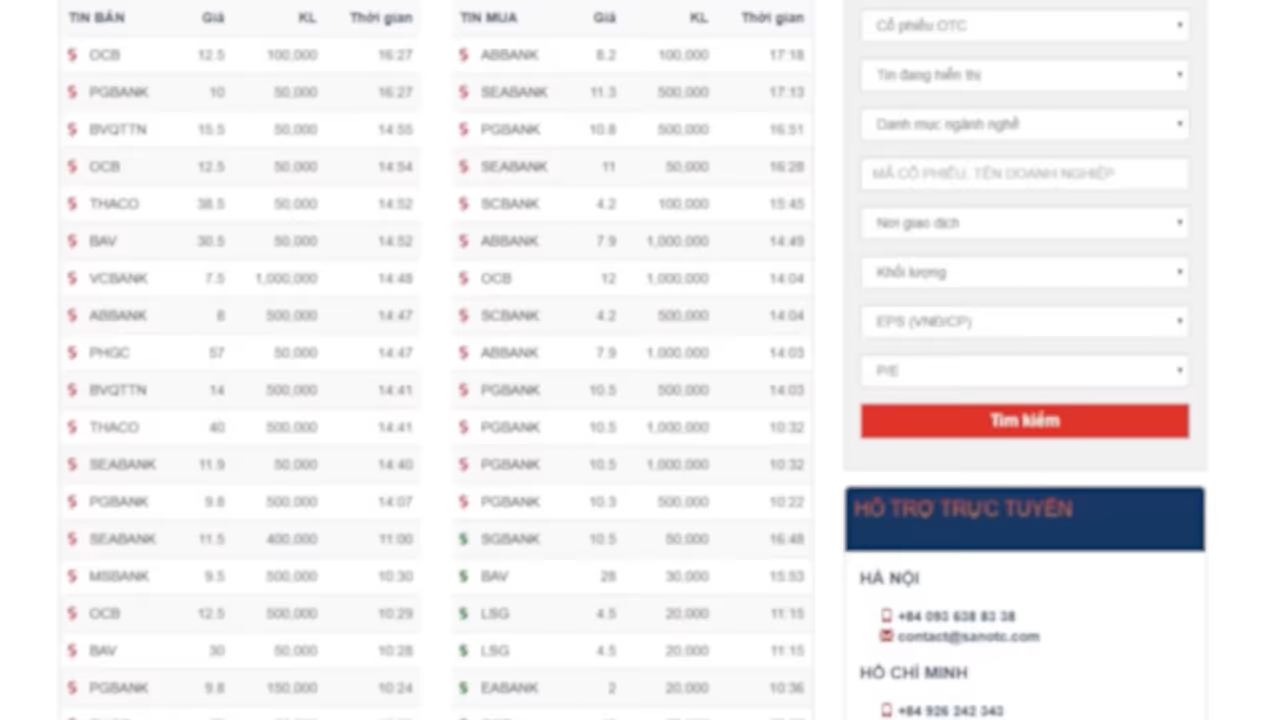 TIN BÁN Giá KL Thời gian
OCB 12.5 100,000 16:27
PGBANK 10 50,000 16:27
BVQTTN 15.5 50,000 14:55
OCB 12.5 50,000 14:54
THACO 38.5 50,000 14:52
BAV 30.5 50,000 14:52
VCBANK 7.5 1,000,000 14:48
ABBANK 8 500,000 14:47
PHGC 57 50,000 14:47
BVQTTN 14 500,000 14:41
THACO 40 500,000 14:41
SEABANK 11.9 50,000 14:40
PGBANK 9.8 500,000 14:07
SEABANK 11.5 400,000 11:00
MSBANK 9.5 500,000 10:30
OCB 12.5 500,000 10:29
BAV 30 50,000 10:28
PGBANK 9.8 150,000 10:24
TIN MUA Giá KL Thời gian
ABBANK 8.2 100,000 17:18
SEABANK 11.3 500,000 17:13
PGBANK 10.8 500,000 16:51
SEABANK 11 50,000 16:28
SCBANK 4.2 100,000 15:45
ABBANK 7.9 1,000,000 14:49
OCB 12 1,000,000 14:04
SCBANK 4.2 500,000 14:04
ABBANK 7.9 1,000,000 14:03
PGBANK 10.5 500,000 14:03
PGBANK 10.5 1,000,000 10:32
PGBANK 10.5 1,000,000 10:32
PGBANK 10.3 500,000 10:22
SGBANK 10.5 50,000 16:48
BAV 28 30,000 15:53
LSG 4.5 20,000 11:15
LSG 4.5 20,000 11:15
EABANK 2 20,000 10:36
Cổ phiếu OTC
Tin đang hiển thị
Danh mục ngành nghề
MÃ CỔ PHIẾU, TÊN DOANH NGHIỆP
Nơi giao dịch
Khối lượng
EPS (VNĐ/CP)
P/E
Tìm kiếm
HỖ TRỢ TRỰC TUYẾN
HÀ NỘI
+84 093 638 83 38
contact@sanotc.com
HỒ CHÍ MINH
+84 926 242 343